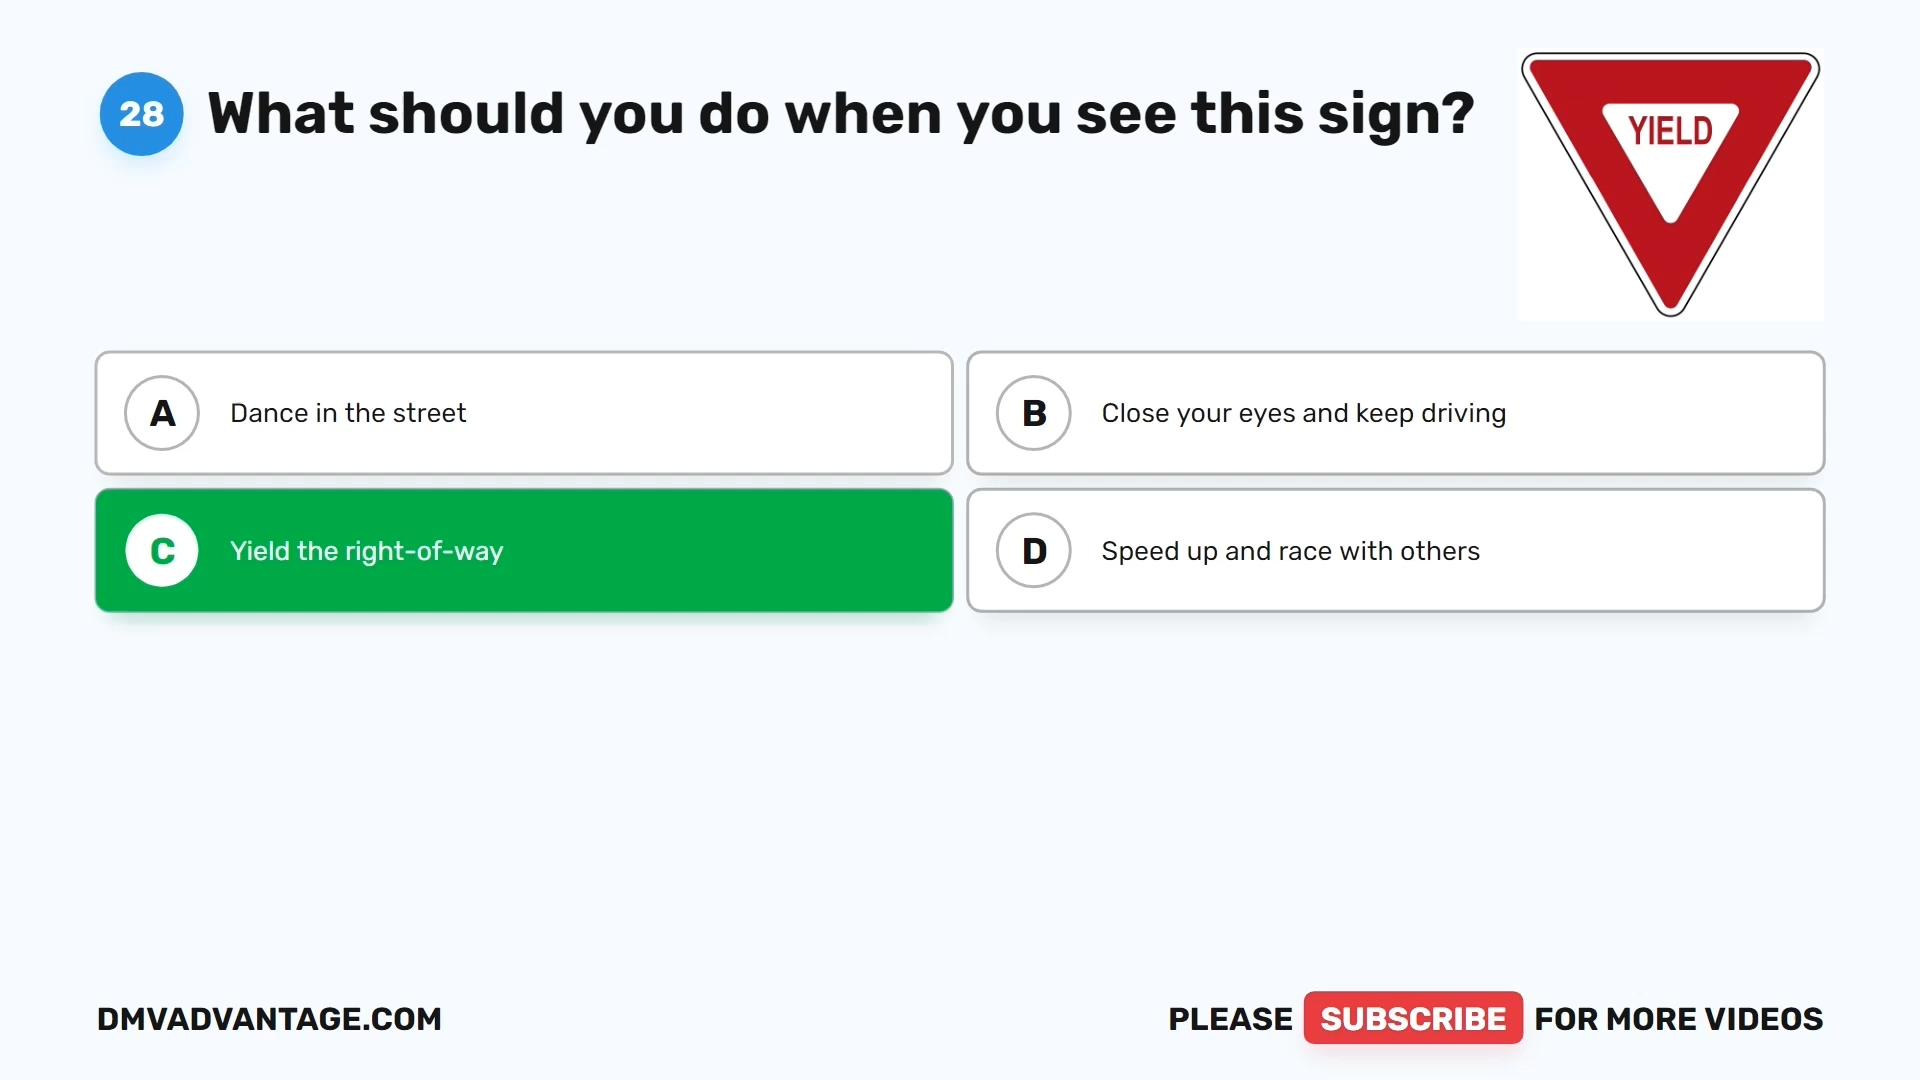 28 What should you do when you see this sign?
YIELD
A Dance in the street
B Close your eyes and keep driving
C Yield the right-of-way
D Speed up and race with others
DMVADVANTAGE.COM
PLEASE SUBSCRIBE FOR MORE VIDEOS